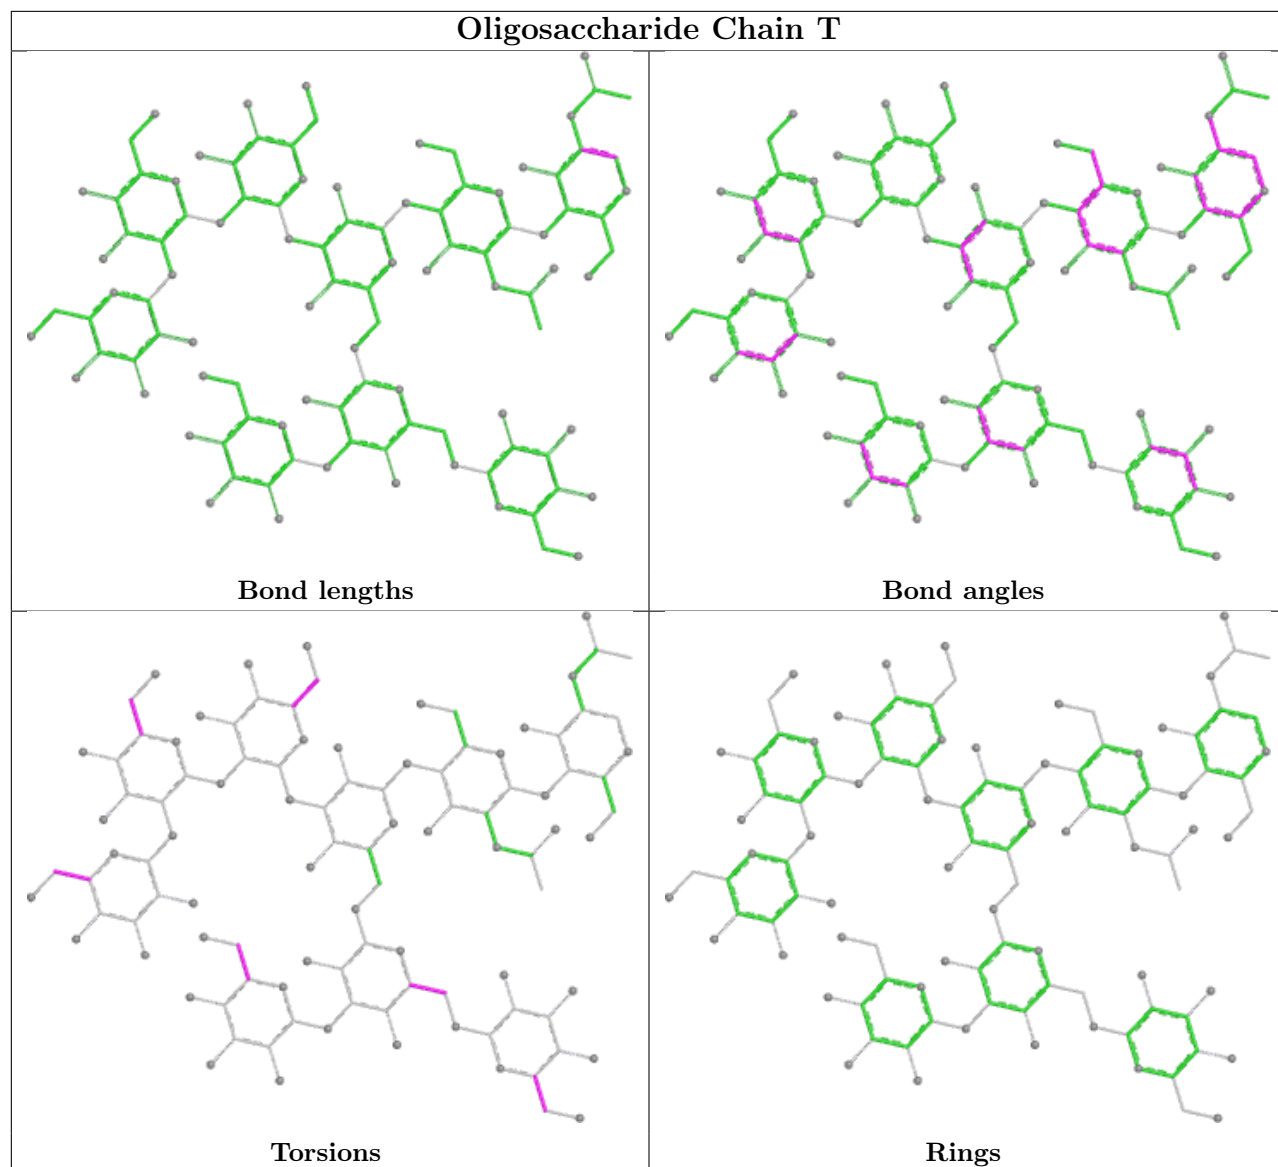 Oligosaccharide Chain T
Bond lengths
Bond angles
Torsions
Rings